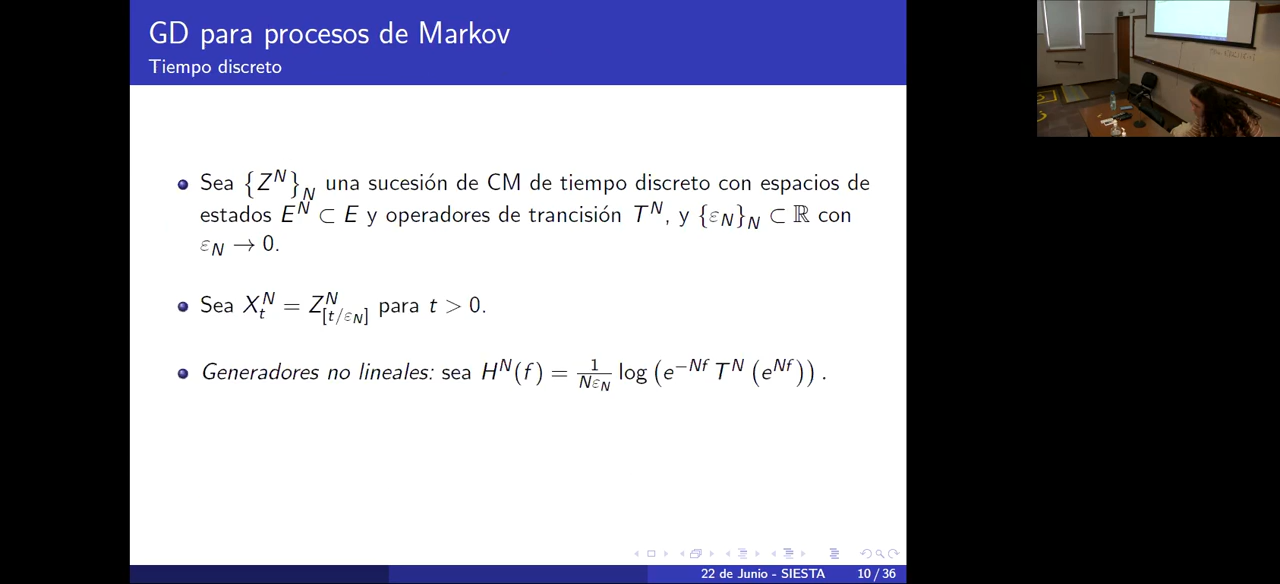 GD para procesos de Markov
Tiempo discreto
Sea {Z^N}_N una sucesión de CM de tiempo discreto con espacios de
estados E^N ⊂ E y operadores de trancisión T^N, y {ε_N}_N ⊂ ℝ con
ε_N → 0.
Sea X_t^N = Z^N_{[t/ε_N]} para t > 0.
Generadores no lineales: sea H^N(f) = \frac{1}{Nε_N} log (e^{-Nf} T^N (e^{Nf})).
22 de Junio - SIESTA 10 / 36